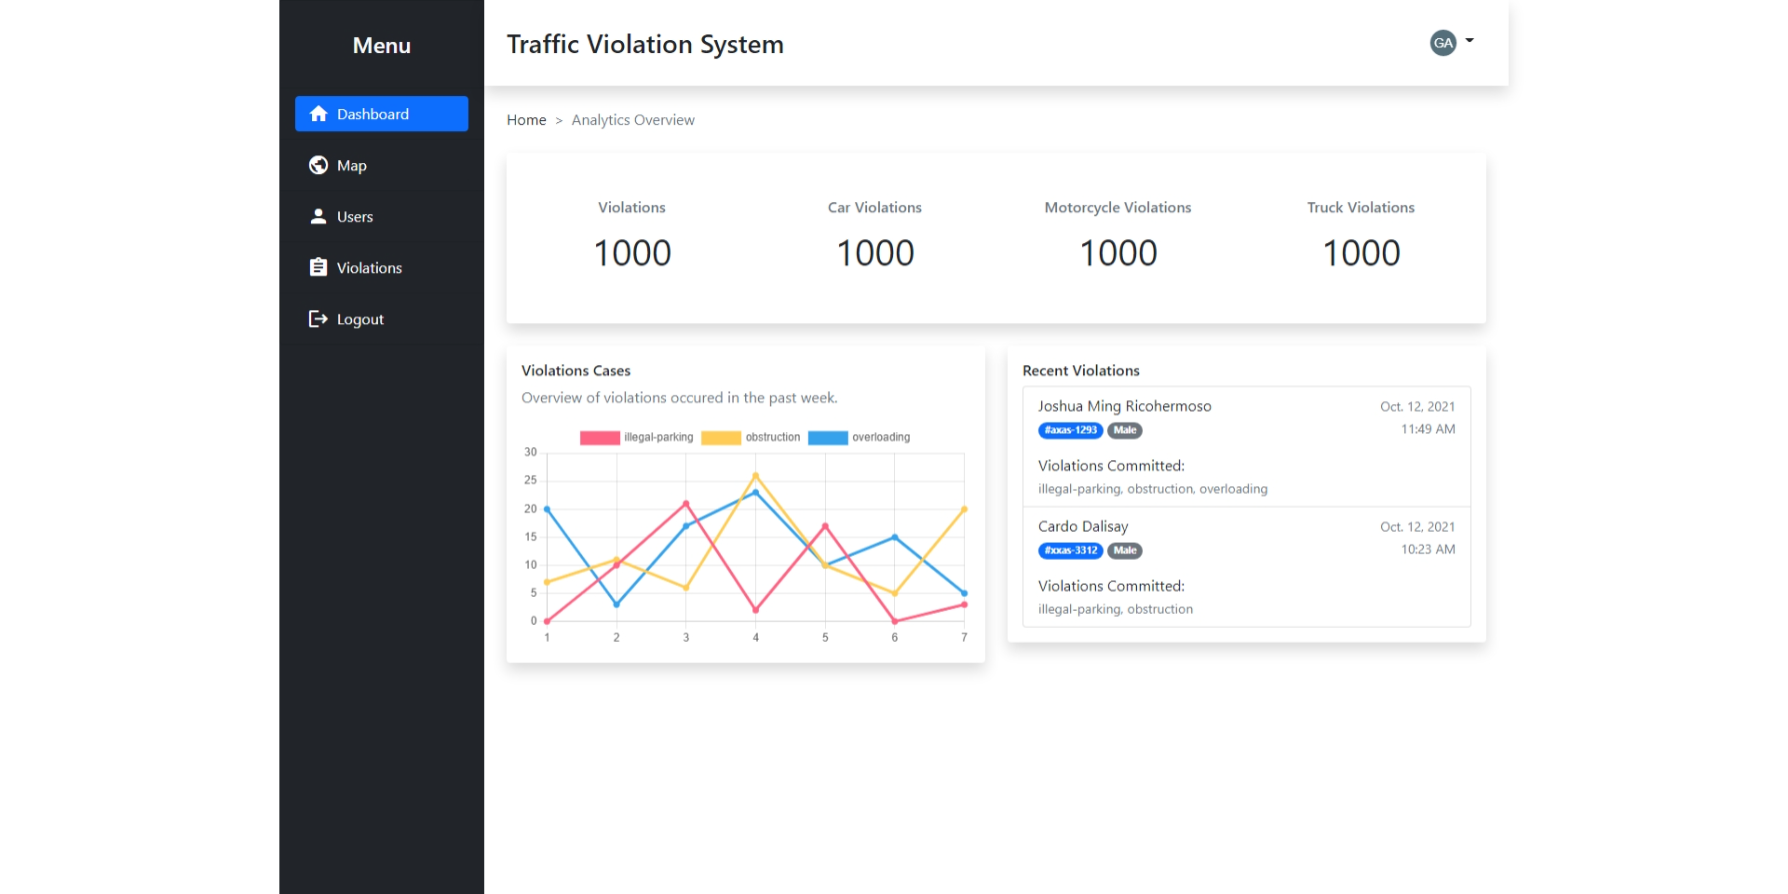 Menu
Dashboard
Map
Users
Violations
Logout
Traffic Violation System
GA
Home > Analytics Overview
Violations
1000
Car Violations
1000
Motorcycle Violations
1000
Truck Violations
1000
Violations Cases
Overview of violations occured in the past week.
illegal-parking obstruction overloading
30
25
20
15
10
5
0
1 2 3 4 5 6 7
Recent Violations
Joshua Ming Ricohermoso Oct. 12, 2021
#axas-1293 Male 11:49 AM
Violations Committed:
illegal-parking, obstruction, overloading
Cardo Dalisay Oct. 12, 2021
#xxas-3312 Male 10:23 AM
Violations Committed:
illegal-parking, obstruction